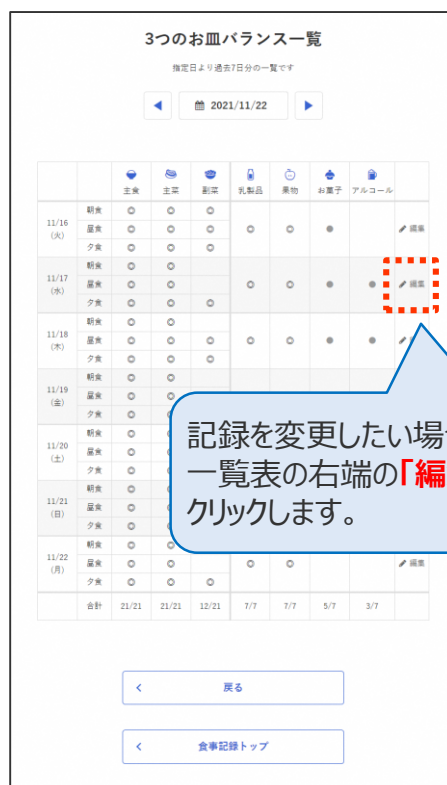 3つのお皿バランス一覧
指定日より過去7日分の一覧です
2021/11/22
主食 主菜 副菜 乳製品 果物 お菓子 アルコール
11/16
(火)
朝食 ◎ ◎ ◎
昼食 ◎ ◎ ◎ ◎ ◎ ● 編集
夕食 ◎ ◎ ◎
11/17
(水)
朝食 ◎ ◎
昼食 ◎ ◎ ◎ ◎ ● ● 編集
夕食 ◎ ◎ ◎
11/18
(木)
朝食 ◎ ◎
昼食 ◎ ◎ ◎ ◎ ◎ ● ●
夕食 ◎ ◎ ◎
11/19
(金)
朝食 ◎ ◎
昼食 ◎
夕食 ◎
11/20
(土)
朝食 ◎
昼食 ◎
夕食 ◎
11/21
(日)
朝食 ◎
昼食 ◎
夕食 ◎
11/22
(月)
朝食 ◎ ◎
昼食 ◎ ◎ ◎ ◎ 編集
夕食 ◎ ◎ ◎
合計 21/21 21/21 12/21 7/7 7/7 5/7 3/7
記録を変更したい場
一覧表の右端の「編
クリックします。
戻る
食事記録トップ